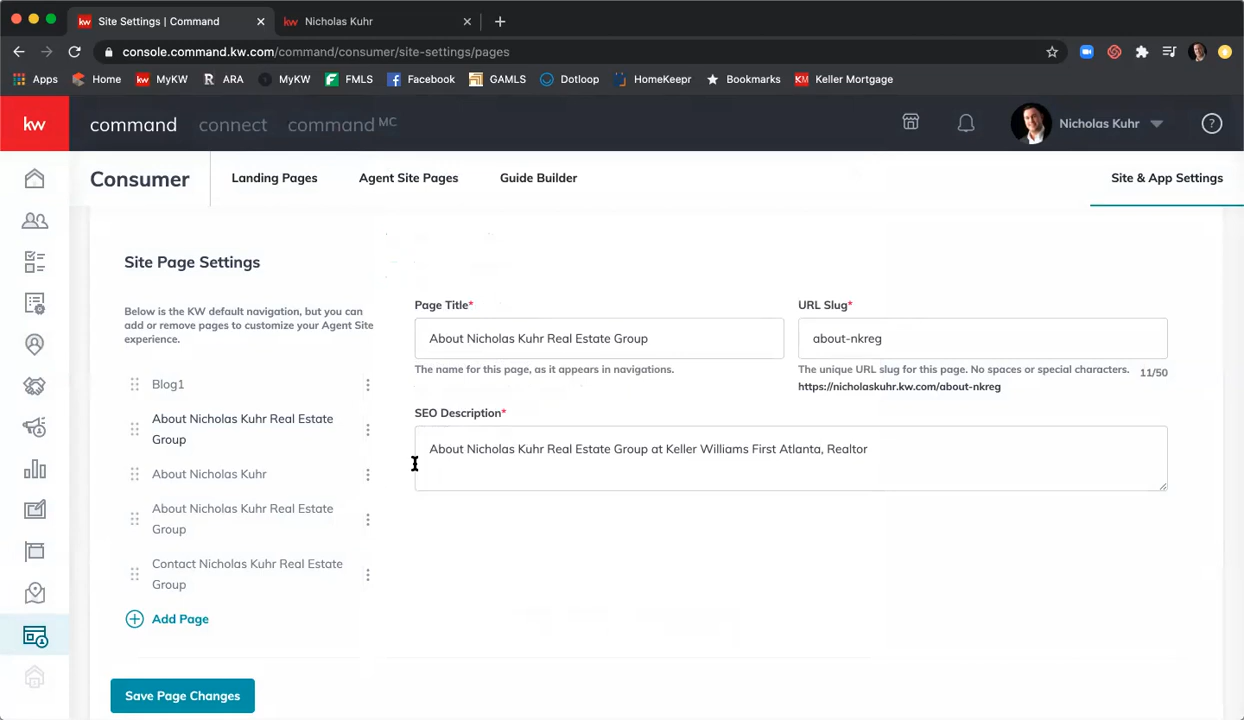 Site Settings | Command
Nicholas Kuhr
console.command.kw.com/command/consumer/site-settings/pages
Apps Home MyKW ARA MyKW FMLS Facebook GAMLS Dotloop HomeKeepr Bookmarks Keller Mortgage
kw command connect command MC Nicholas Kuhr ?
Consumer Landing Pages Agent Site Pages Guide Builder Site & App Settings
Site Page Settings
Below is the KW default navigation, but you can
add or remove pages to customize your Agent Site
experience.
Blog1
About Nicholas Kuhr Real Estate
Group
About Nicholas Kuhr
About Nicholas Kuhr Real Estate
Group
Contact Nicholas Kuhr Real Estate
Group
Add Page
Save Page Changes
Page Title*
About Nicholas Kuhr Real Estate Group
The name for this page, as it appears in navigations.
URL Slug*
about-nkreg
The unique URL slug for this page. No spaces or special characters. 11/50
https://nicholaskuhr.kw.com/about-nkreg
SEO Description*
About Nicholas Kuhr Real Estate Group at Keller Williams First Atlanta, Realtor